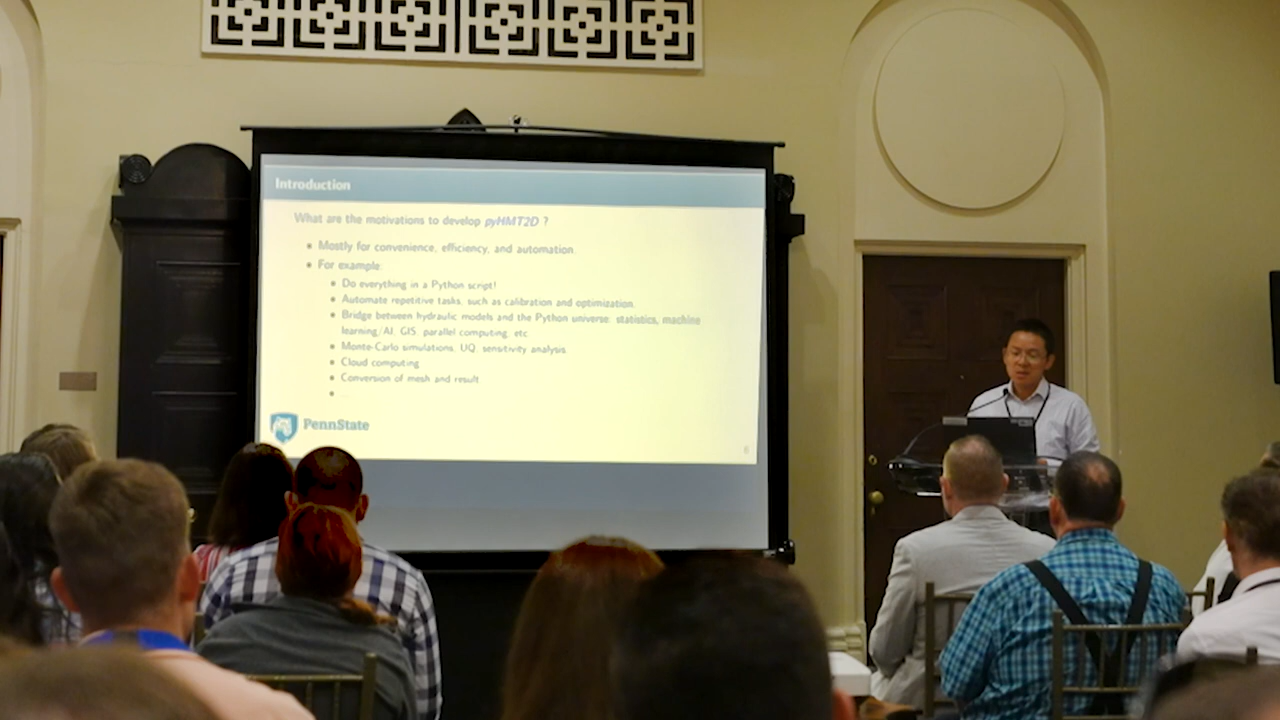 Introduction
What are the motivations to develop pyHMT2D ?
Mostly for convenience, efficiency, and automation.
For example:
Do everything in a Python script!
Automate repetitive tasks, such as calibration and optimization.
Bridge between hydraulic models and the Python universe: statistics, machine
learning/AI, GIS, parallel computing, etc
Monte-Carlo simulations, UQ, sensitivity analysis
Cloud computing
Conversion of mesh and result
PennState
6